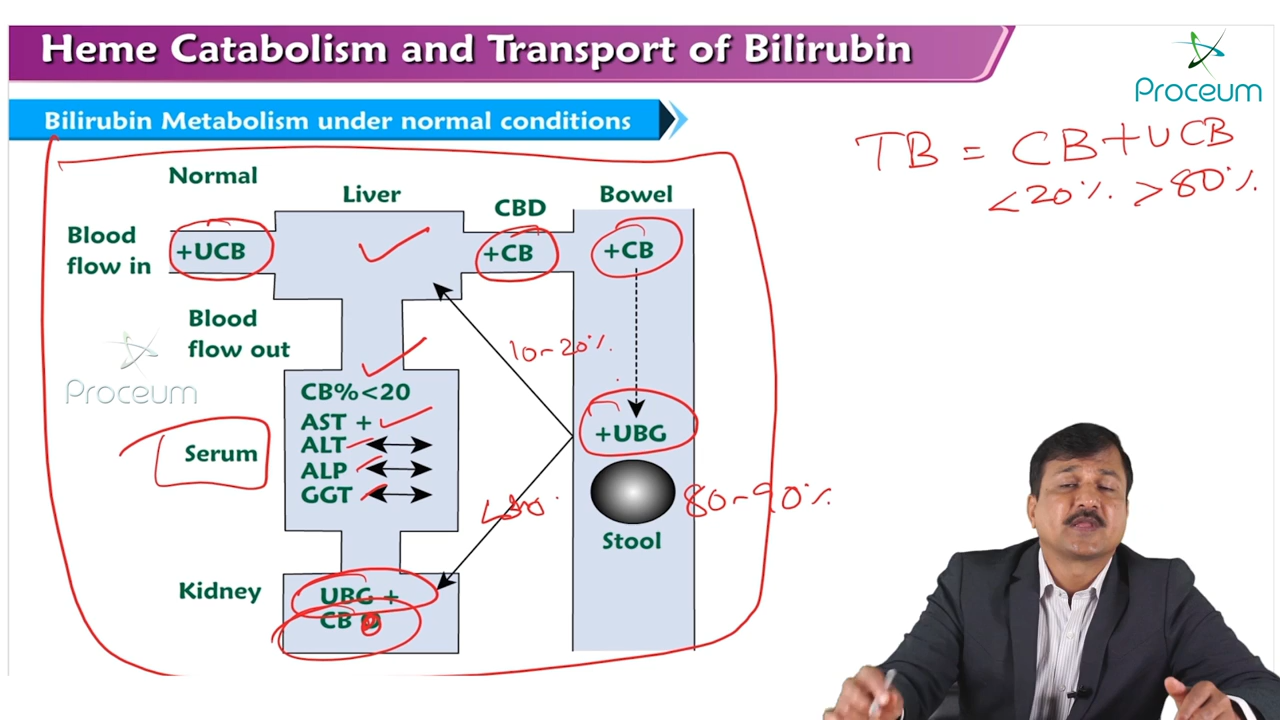 Heme Catabolism and Transport of Bilirubin
Proceum
Bilirubin Metabolism under normal conditions
TB = CB+UCB
<20% >80%
Normal
Liver
CBD
Bowel
Blood
flow in
+UCB
+CB
+CB
Blood
flow out
10-20%
Proceum
CB%<20
AST +
ALT
ALP
GGT
Serum
+UBG
80-90%
Stool
Kidney
UBG +
CB